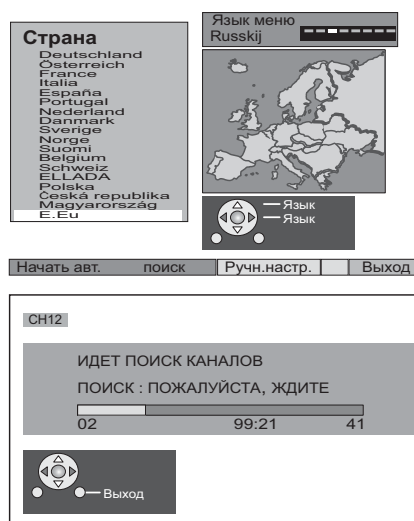 Страна
Deutschland
Österreich
France
Italia
España
Portugal
Nederland
Danmark
Sverige
Norge
Suomi
Belgium
Schweiz
ELLADA
Polska
Česká republika
Magyarország
E.Eu
Язык меню
Russkij
Язык
Язык
Начать авт. поиск Ручн.настр. Выход
CH12
ИДЕТ ПОИСК КАНАЛОВ
ПОИСК : ПОЖАЛУЙСТА, ЖДИТЕ
02 99:21 41
Выход